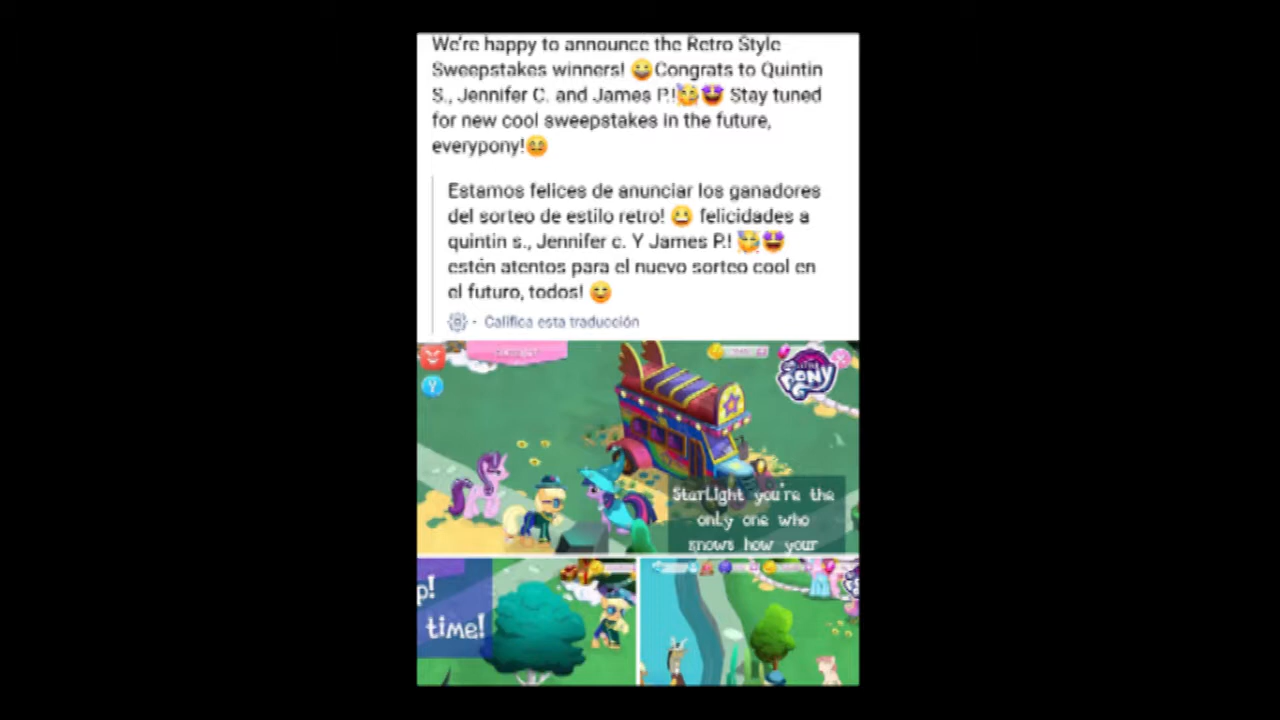 We're happy to announce the Retro Style
Sweepstakes winners! 😀Congrats to Quintin
S., Jennifer C. and James P.!🥳🤩 Stay tuned
for new cool sweepstakes in the future,
everypony!😊
Estamos felices de anunciar los ganadores
del sorteo de estilo retro! 😀 felicidades a
quintin s., Jennifer c. Y James P.! 🥳🤩
estén atentos para el nuevo sorteo cool en
el futuro, todos! 😊
· Califica esta traducción
PONY
Starlight you're the
only one who
knows how your
p!
time!